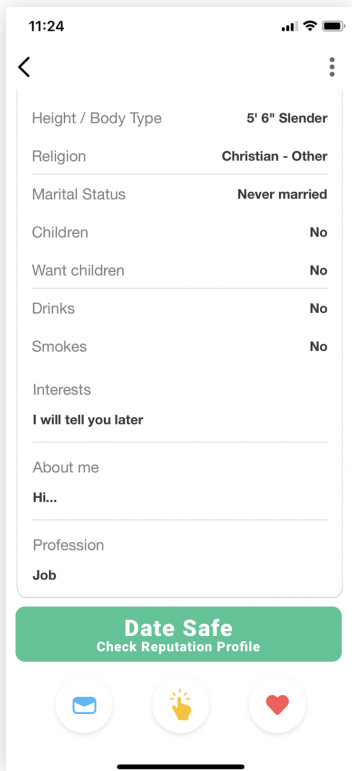 11:24
Height / Body Type 5' 6" Slender
Religion Christian - Other
Marital Status Never married
Children No
Want children No
Drinks No
Smokes No
Interests
I will tell you later
About me
Hi...
Profession
Job
Date Safe
Check Reputation Profile